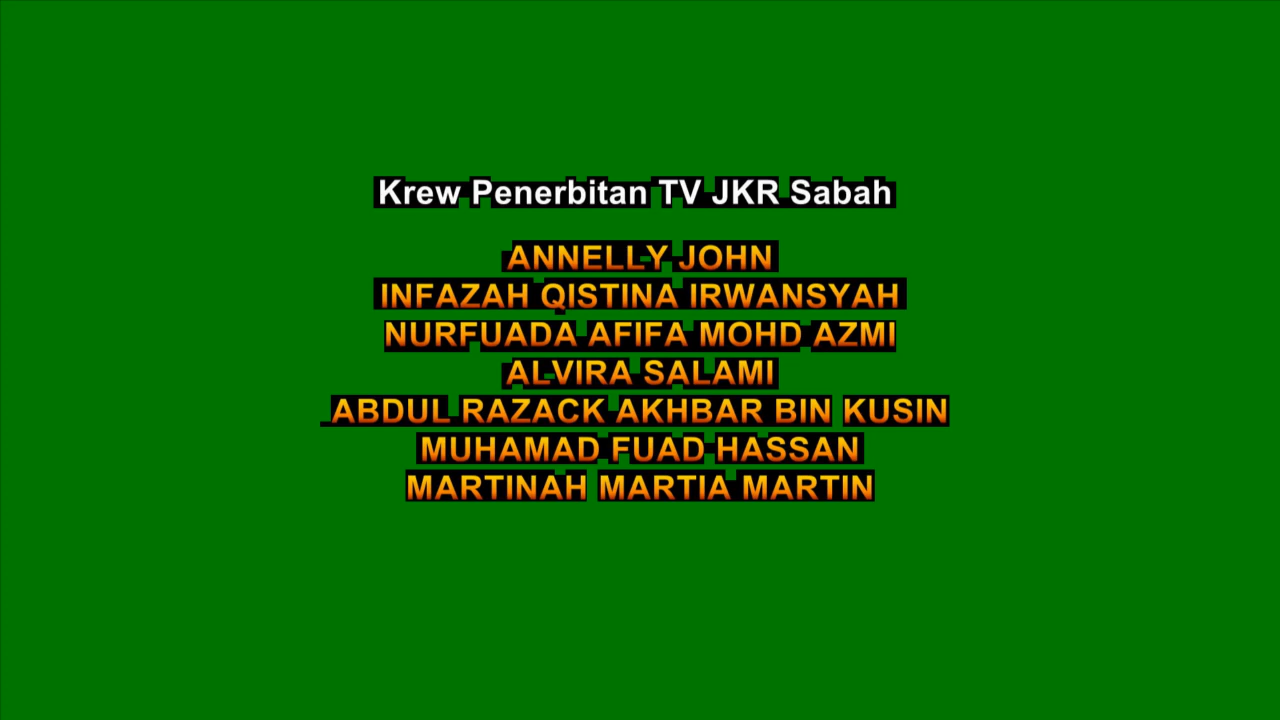 Krew Penerbitan TV JKR Sabah
ANNELLY JOHN
INFAZAH QISTINA IRWANSYAH
NURFUADA AFIFA MOHD AZMI
ALVIRA SALAMI
ABDUL RAZACK AKHBAR BIN KUSIN
MUHAMAD FUAD HASSAN
MARTINAH MARTIA MARTIN